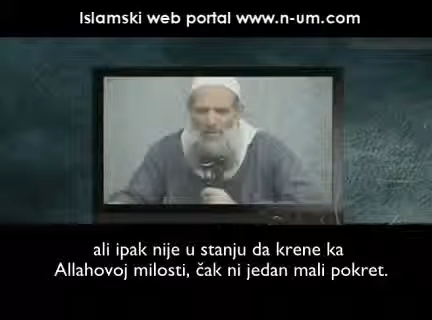 Islamski web portal www.n-um.com
ali ipak nije u stanju da krene ka
Allahovoj milosti, čak ni jedan mali pokret.